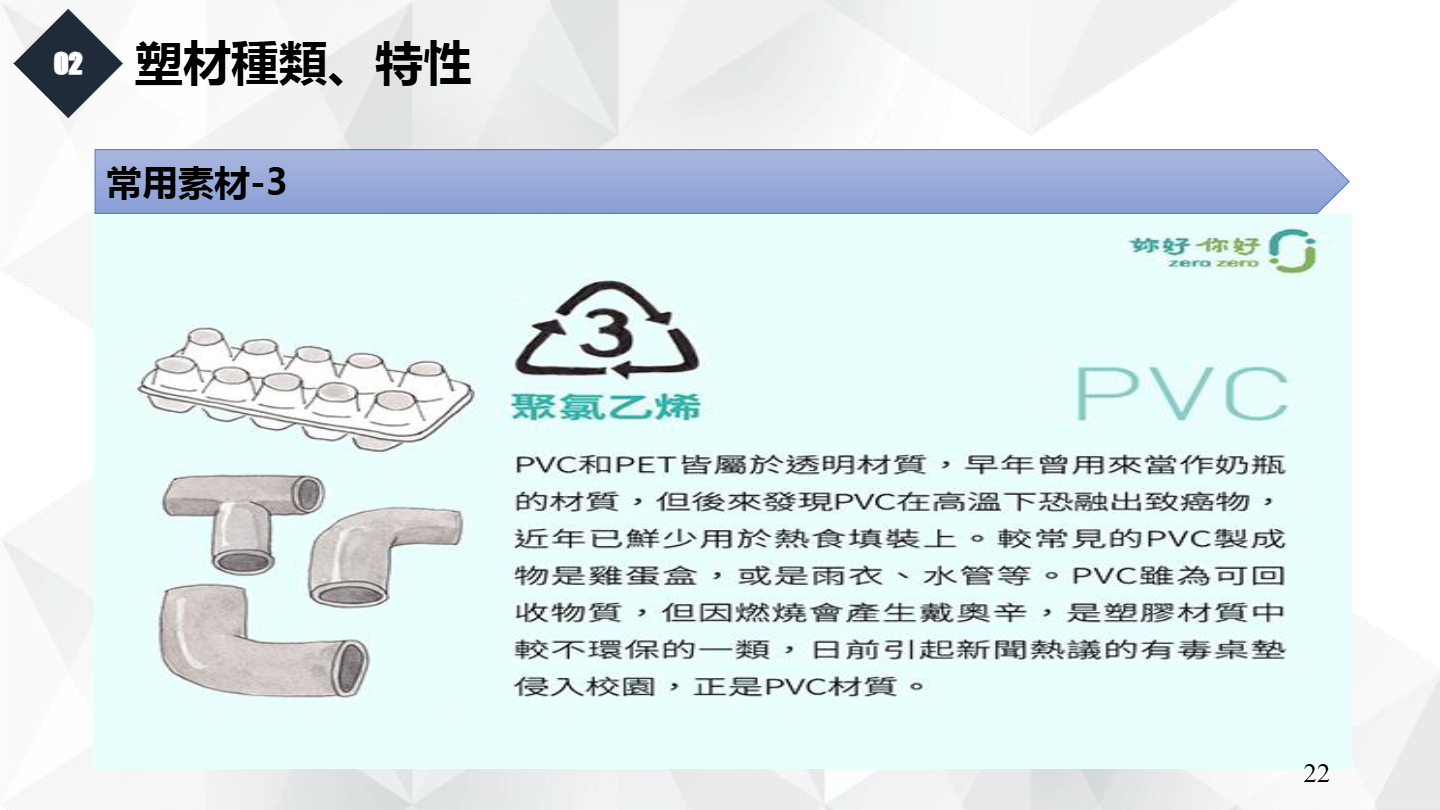 02
塑材種類、特性
常用素材-3
妳好 你好
zero zero
3
聚氯乙烯
PVC
PVC和PET皆屬於透明材質，早年曾用來當作奶瓶
的材質，但後來發現PVC在高溫下恐融出致癌物，
近年已鮮少用於熱食填裝上。較常見的PVC製成
物是雞蛋盒，或是雨衣、水管等。PVC雖為可回
收物質，但因燃燒會產生戴奧辛，是塑膠材質中
較不環保的一類，日前引起新聞熱議的有毒桌墊
侵入校園，正是PVC材質。
22